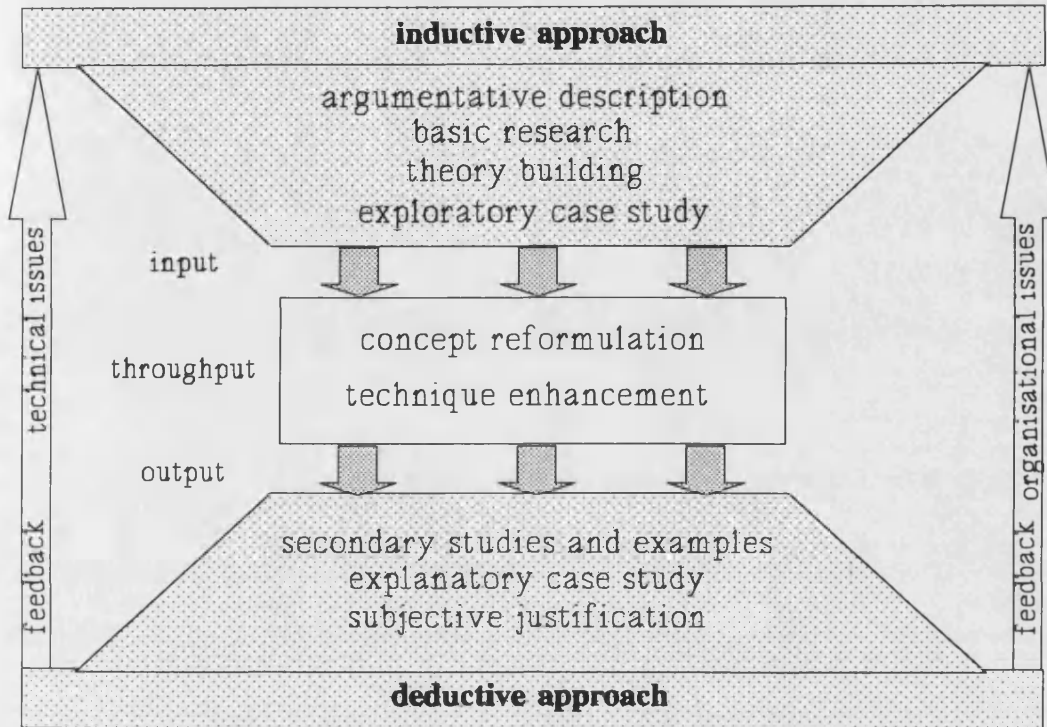 inductive approach
argumentative description
basic research
theory building
exploratory case study
input
concept reformulation
throughput
technique enhancement
output
secondary studies and examples
explanatory case study
subjective justification
deductive approach
feedback technical issues
feedback organisational issues